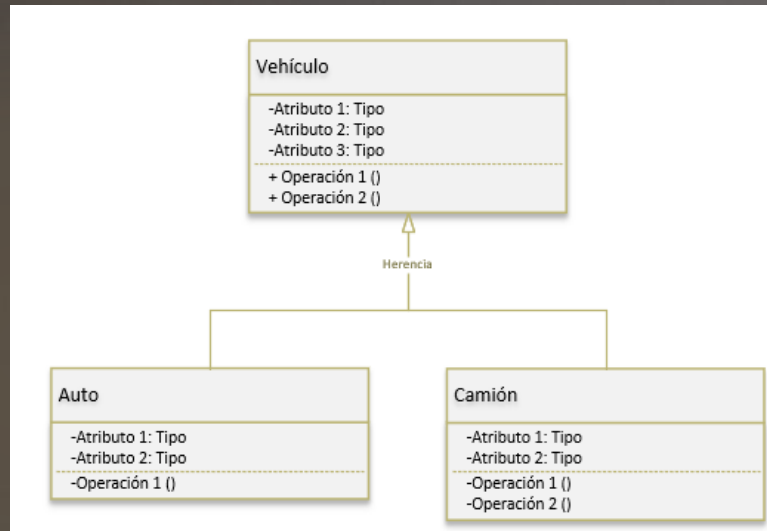 Vehículo
-Atributo 1: Tipo
-Atributo 2: Tipo
-Atributo 3: Tipo
+ Operación 1 ()
+ Operación 2 ()
Herencia
Auto
-Atributo 1: Tipo
-Atributo 2: Tipo
-Operación 1 ()
Camión
-Atributo 1: Tipo
-Atributo 2: Tipo
-Operación 1 ()
-Operación 2 ()